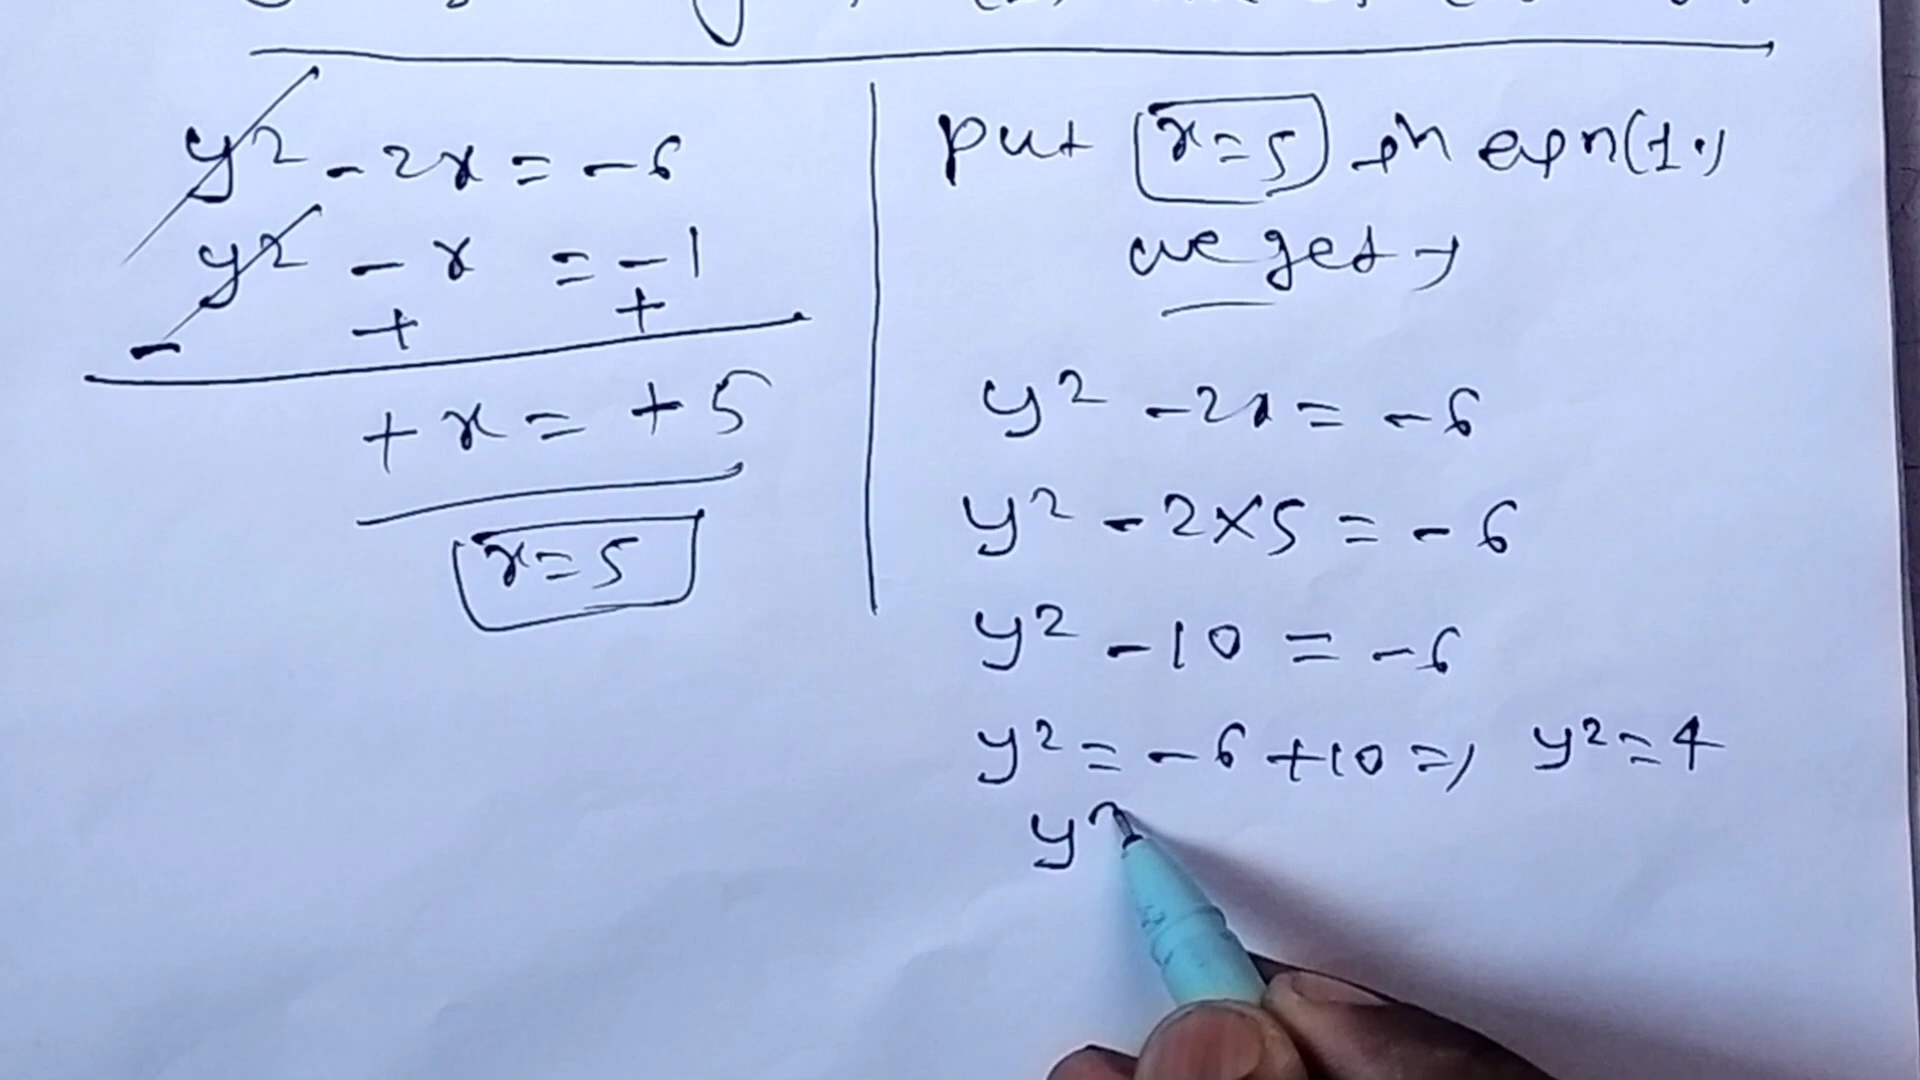 y² - 2x = -6
y² - x = -1
- + +
+x = +5
x=5
put x=5 in eqn(1.)
we get →
y² - 2x = -6
y² - 2×5 = -6
y² - 10 = -6
y² = -6 +10 => y² = 4
y²